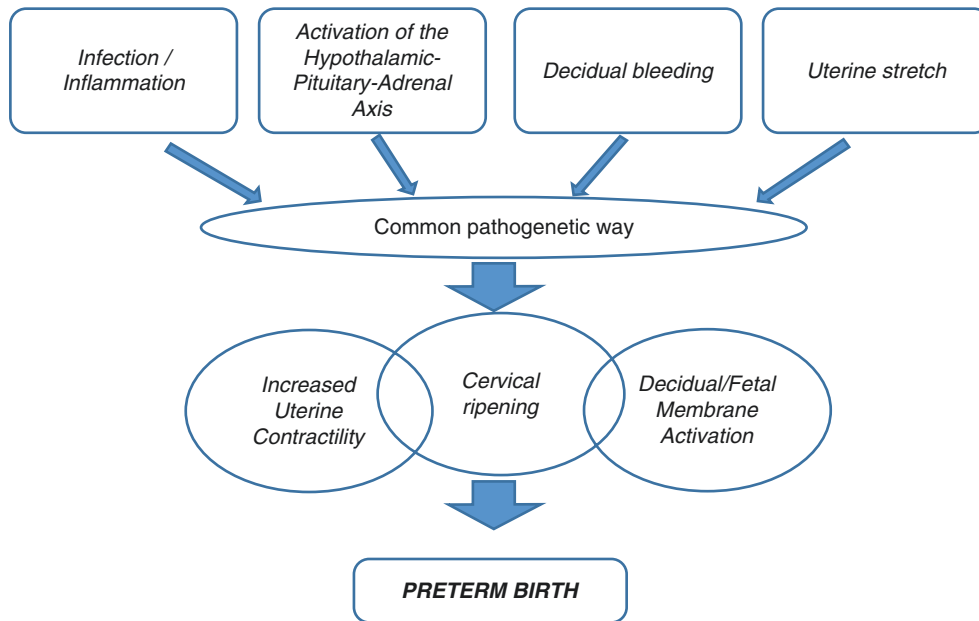 Infection /
Inflammation
Activation of the
Hypothalamic-
Pituitary-Adrenal
Axis
Decidual bleeding
Uterine stretch
Common pathogenetic way
Increased
Uterine
Contractility
Cervical
ripening
Decidual/Fetal
Membrane
Activation
PRETERM BIRTH